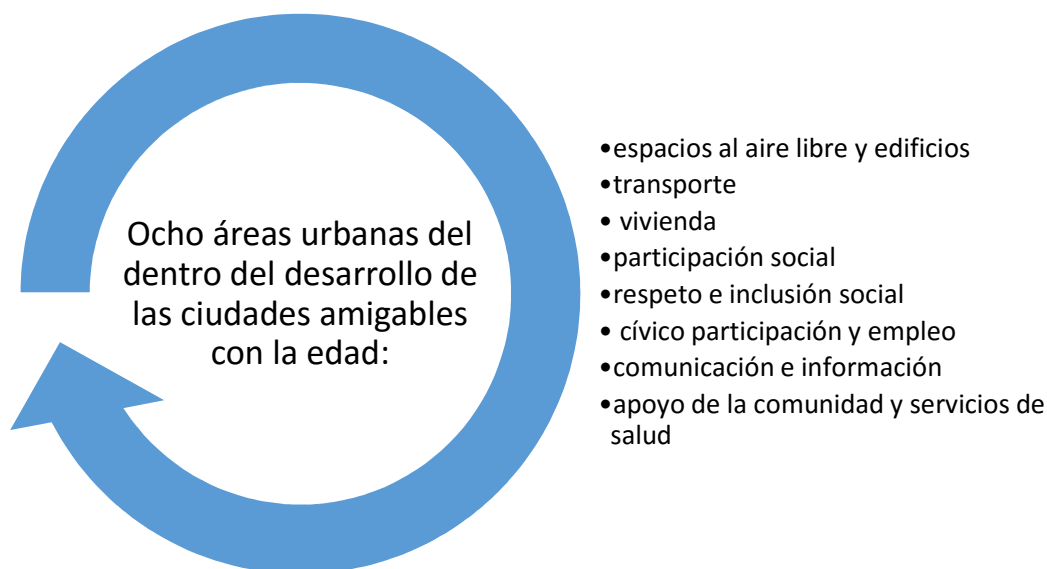 Ocho áreas urbanas del
dentro del desarrollo de
las ciudades amigables
con la edad:
•espacios al aire libre y edificios
•transporte
• vivienda
•participación social
•respeto e inclusión social
• cívico participación y empleo
•comunicación e información
•apoyo de la comunidad y servicios de
salud